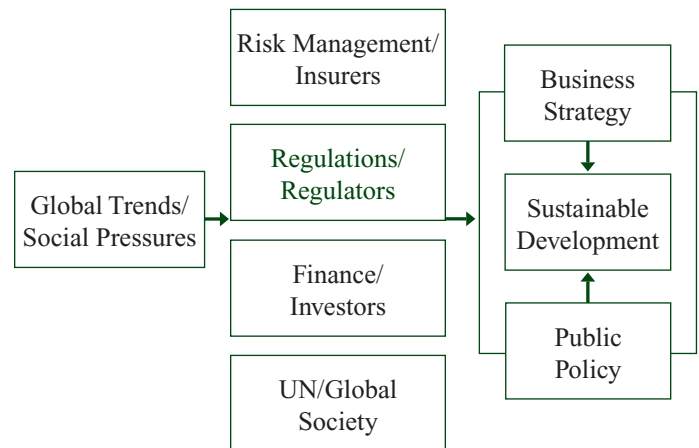 Global Trends/
Social Pressures
Risk Management/
Insurers
Regulations/
Regulators
Finance/
Investors
UN/Global
Society
Business
Strategy
Sustainable
Development
Public
Policy